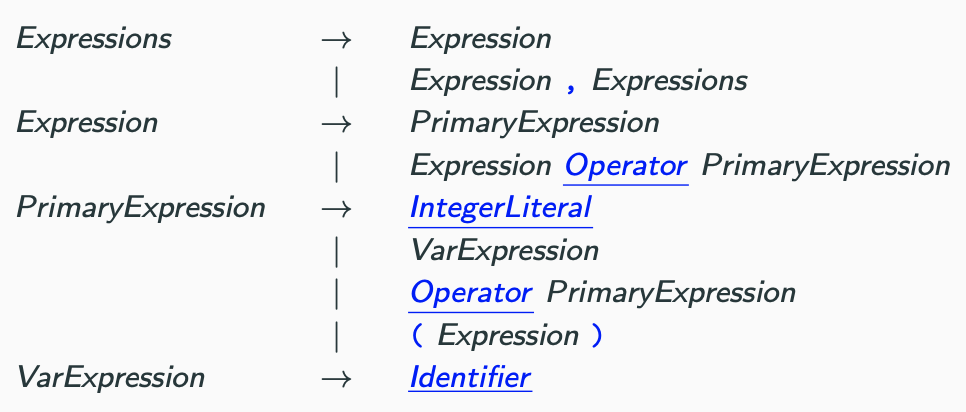 Expressions → Expression
| Expression , Expressions
Expression → PrimaryExpression
| Expression Operator PrimaryExpression
PrimaryExpression → IntegerLiteral
| VarExpression
| Operator PrimaryExpression
| ( Expression )
VarExpression → Identifier